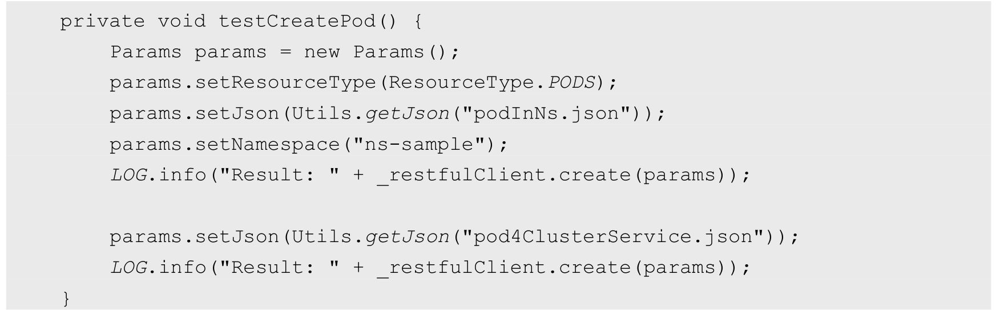 private void testCreatePod() {
Params params = new Params();
params.setResourceType(ResourceType.PODS);
params.setJson(Utils.getJson("podInNs.json"));
params.setNamespace("ns-sample");
LOG.info("Result: " + _restfulClient.create(params));
params.setJson(Utils.getJson("pod4ClusterService.json"));
LOG.info("Result: " + _restfulClient.create(params));
}